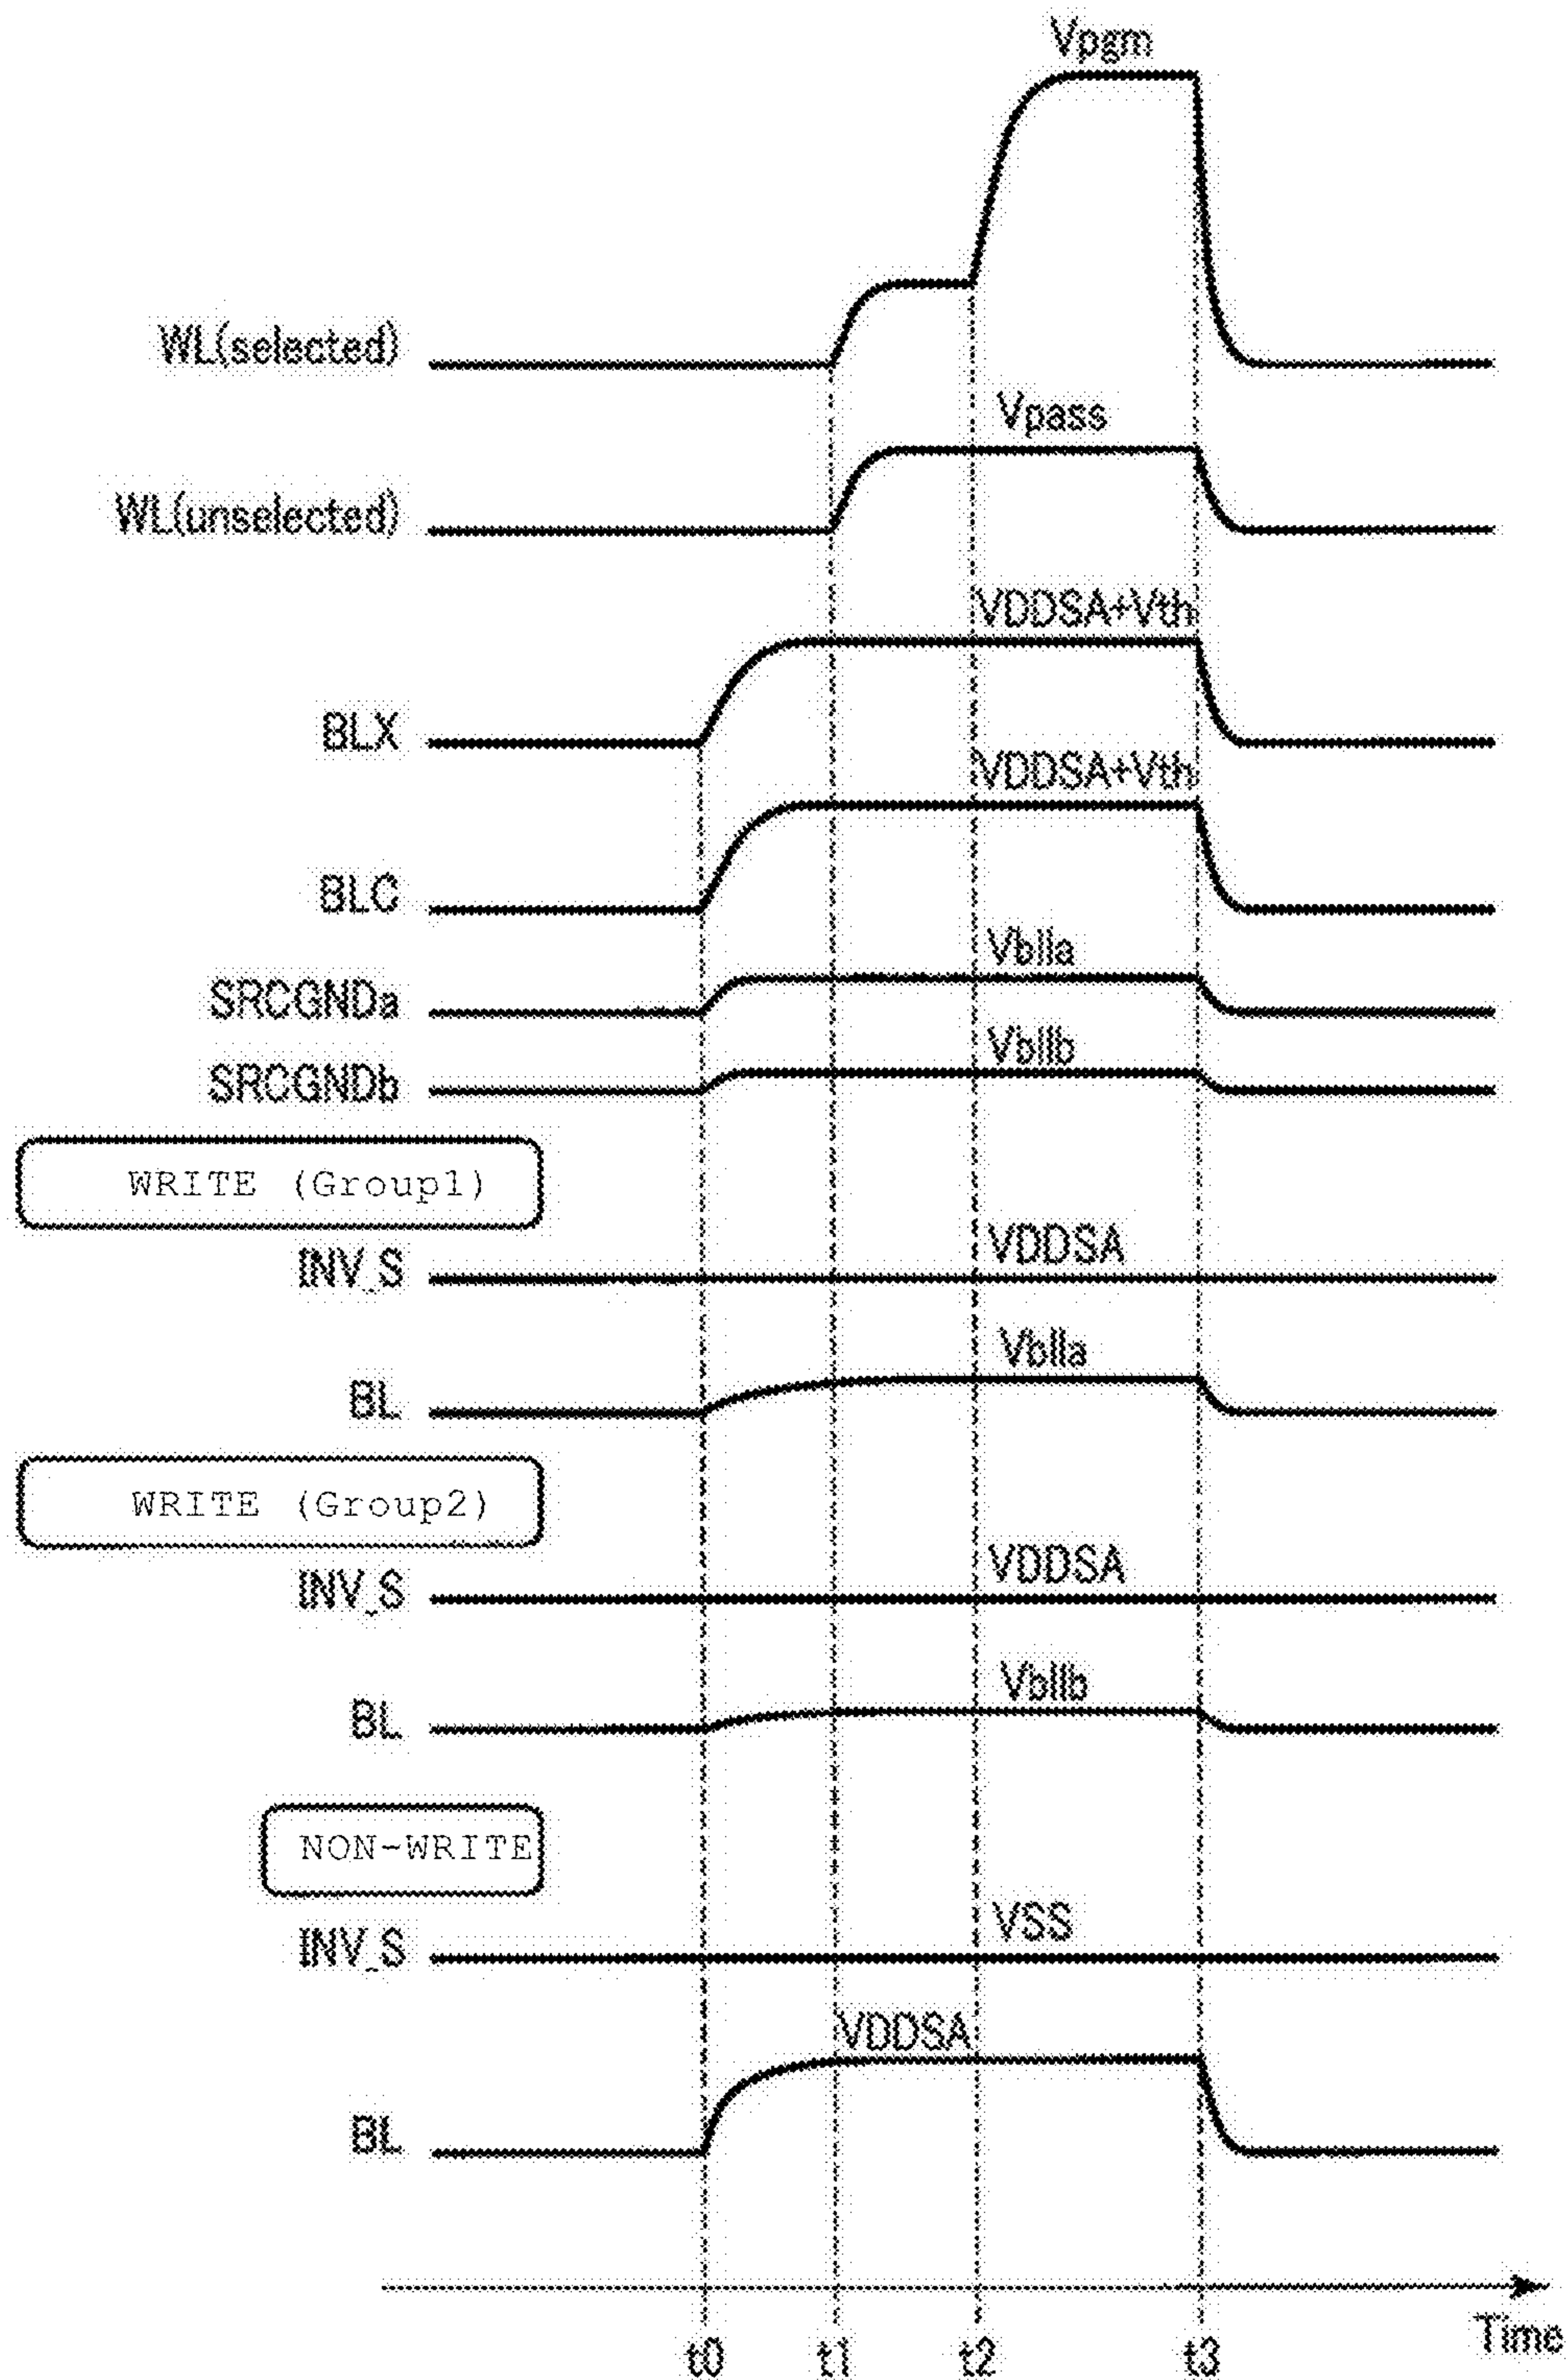 Vpgm
WL(selected)
Vpass
WL(unselected)
VDDSA+Vth
BLX
VDDSA+Vth
BLC
Vblla
SRCGNDa
Vbllb
SRCGNDb
WRITE (Group1)
VDDSA
INV_S
Vblla
BL
WRITE (Group2)
VDDSA
INV_S
Vbllb
BL
NON-WRITE
VSS
INV_S
VDDSA
BL
Time
t0 t1 t2 t3